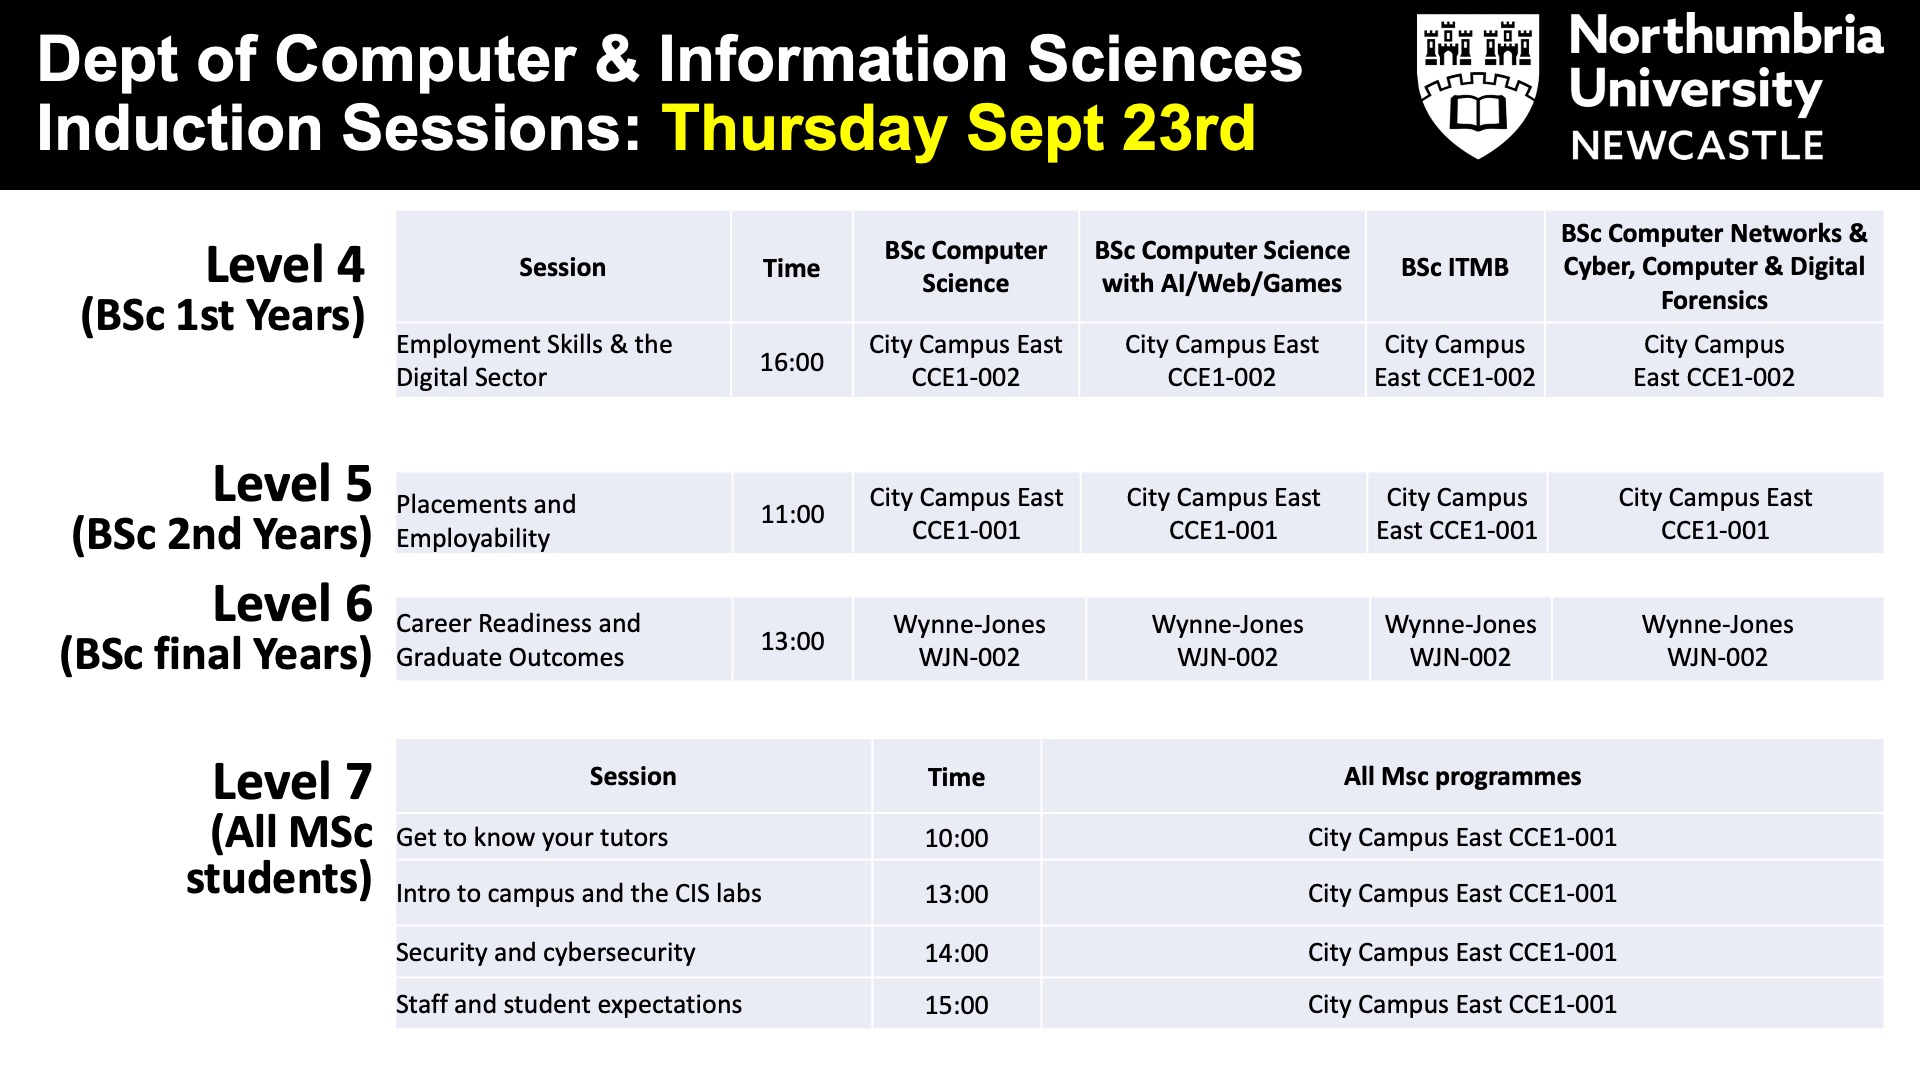 Dept of Computer & Information Sciences
Induction Sessions: Thursday Sept 23rd
Northumbria
University
NEWCASTLE
Level 4
(BSc 1st Years)
Session
Time
BSc Computer
Science
BSc Computer Science
with AI/Web/Games
BSc ITMB
BSc Computer Networks &
Cyber, Computer & Digital
Forensics
Employment Skills & the
Digital Sector
16:00
City Campus East
CCE1-002
City Campus East
CCE1-002
City Campus
East CCE1-002
City Campus
East CCE1-002
Level 5
(BSc 2nd Years)
Placements and
Employability
11:00
City Campus East
CCE1-001
City Campus East
CCE1-001
City Campus
East CCE1-001
City Campus East
CCE1-001
Level 6
(BSc final Years)
Career Readiness and
Graduate Outcomes
13:00
Wynne-Jones
WJN-002
Wynne-Jones
WJN-002
Wynne-Jones
WJN-002
Wynne-Jones
WJN-002
Level 7
(All MSc
students)
Session
Time
All Msc programmes
Get to know your tutors
10:00
City Campus East CCE1-001
Intro to campus and the CIS labs
13:00
City Campus East CCE1-001
Security and cybersecurity
14:00
City Campus East CCE1-001
Staff and student expectations
15:00
City Campus East CCE1-001